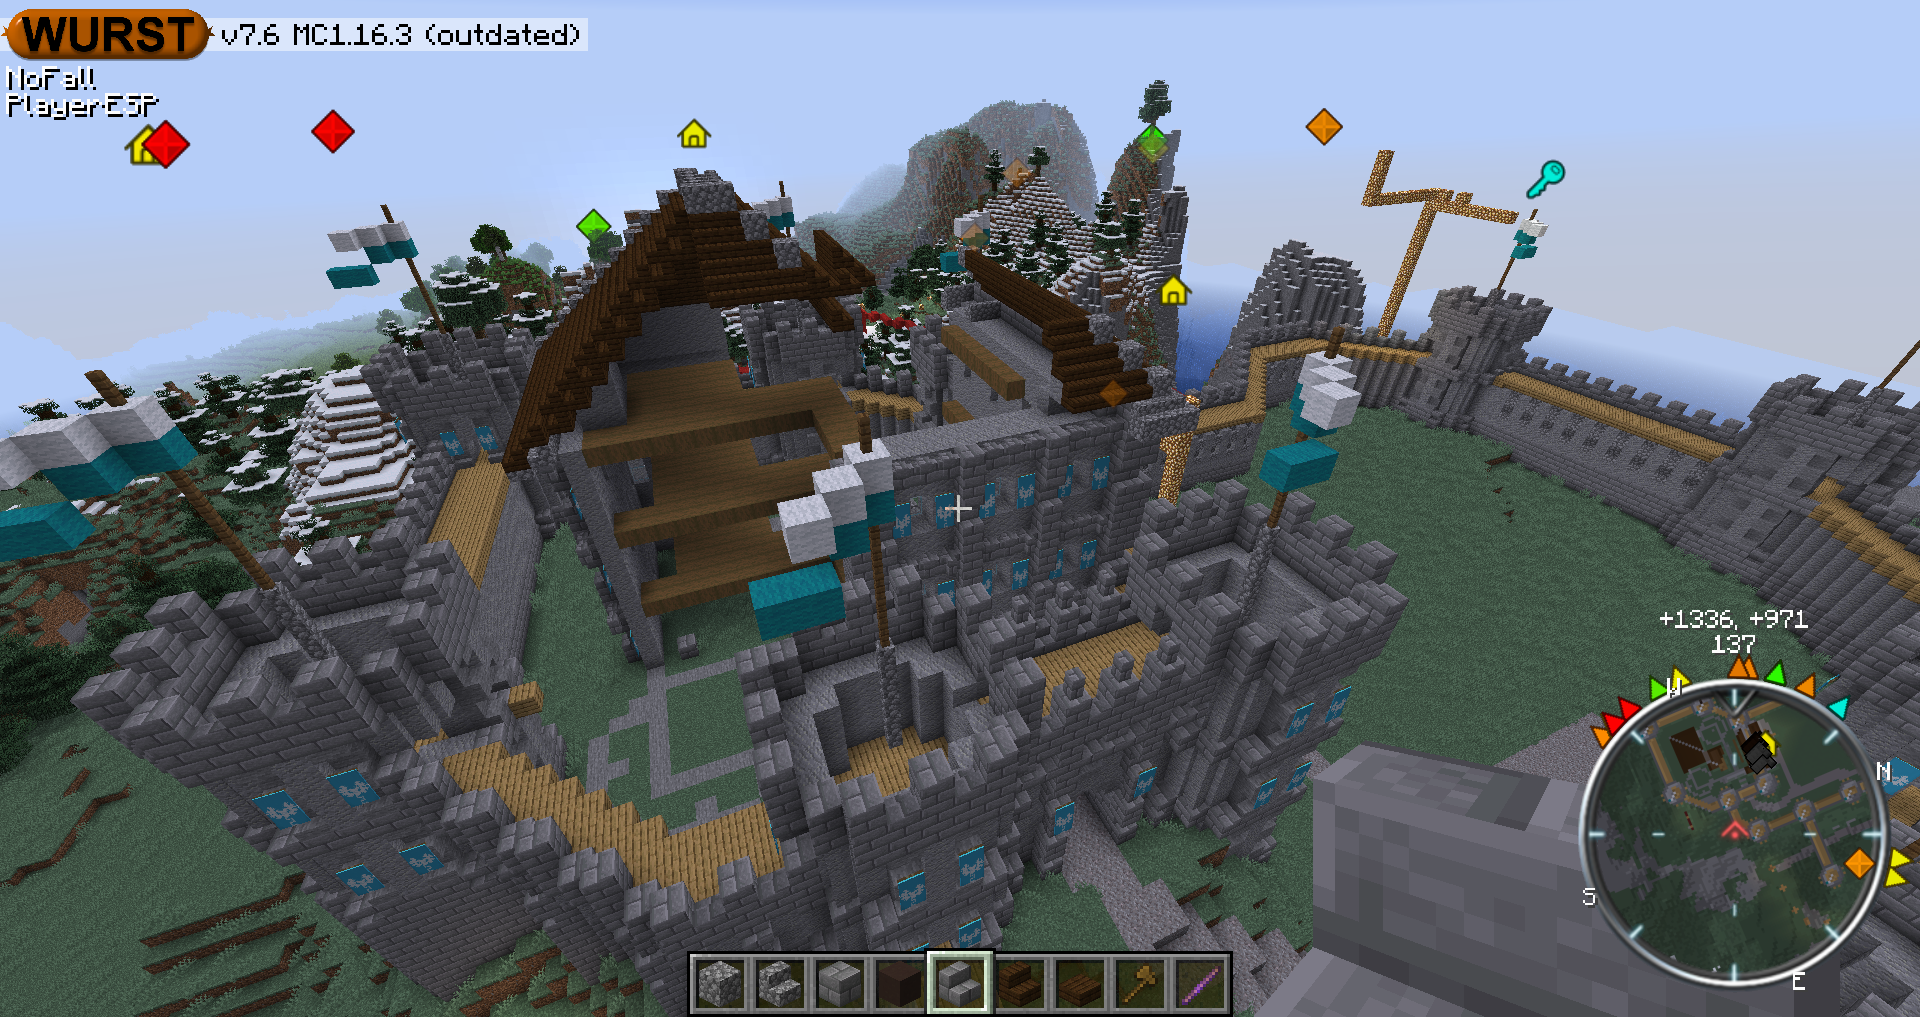 WURST v7.6 MC1.16.3 (outdated)
NoFall
PlayerESP
+1336, +971
137
W
N
S
E